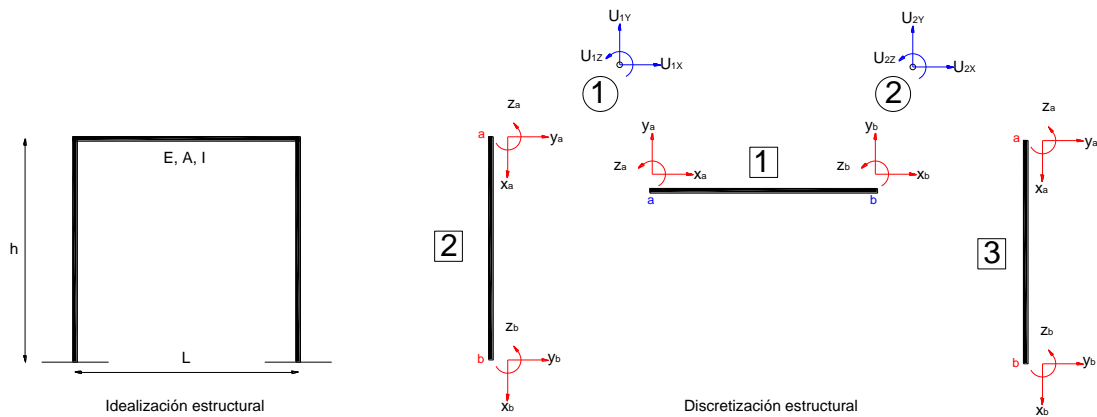 E, A, I
h
L
Idealización estructural
2
a
za
ya
xa
b
zb
yb
xb
U1Y
U1Z
U1X
1
U2Y
U2Z
U2X
2
ya
za
xa
a
1
yb
zb
xb
b
3
a
za
ya
xa
b
zb
yb
xb
Discretización estructural